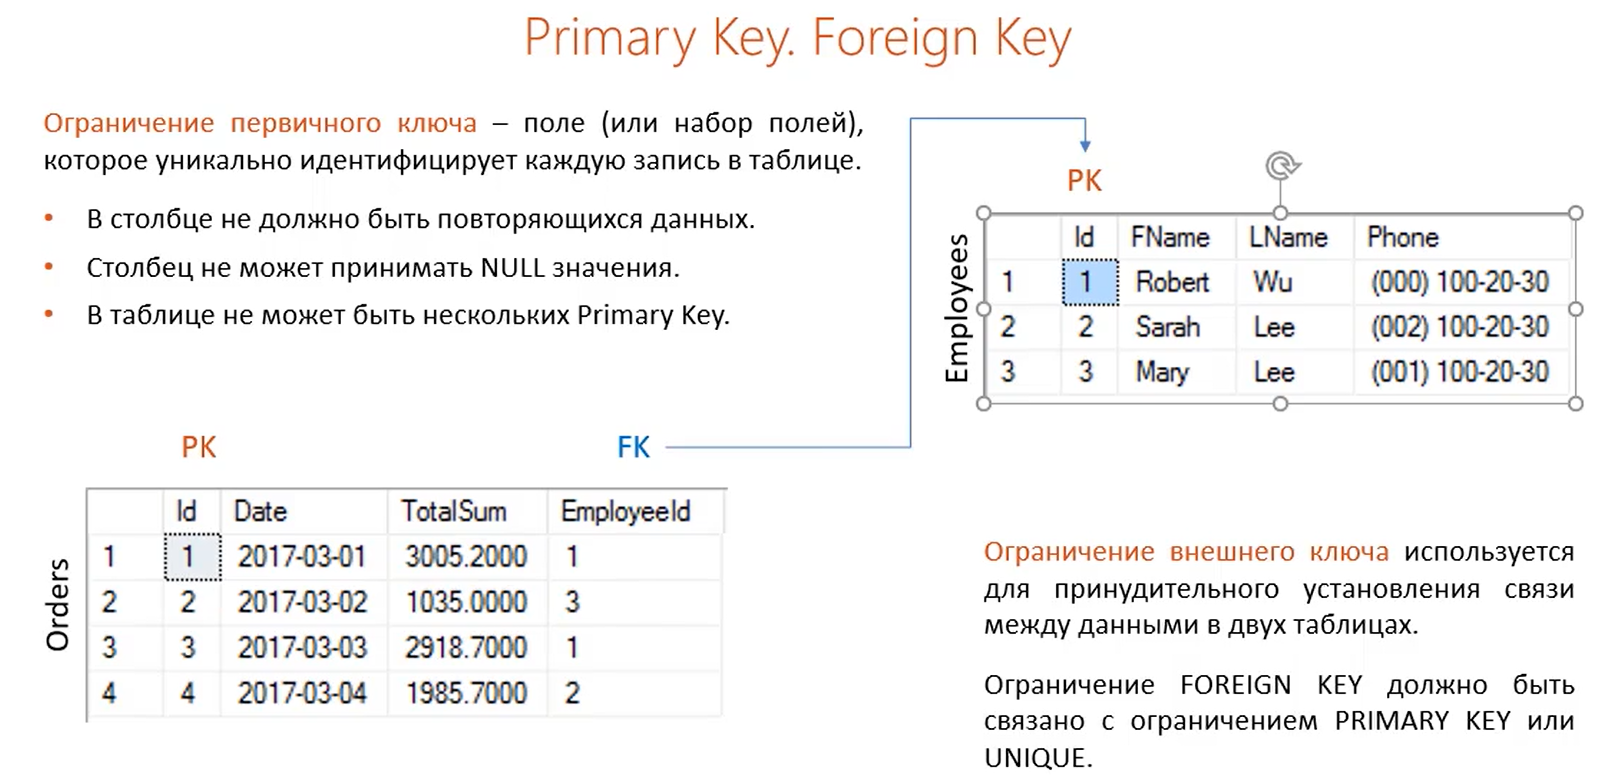 Primary Key. Foreign Key
Ограничение первичного ключа – поле (или набор полей),
которое уникально идентифицирует каждую запись в таблице.
• В столбце не должно быть повторяющихся данных.
• Столбец не может принимать NULL значения.
• В таблице не может быть нескольких Primary Key.
PK
Employees
Id FName LName Phone
1 1 Robert Wu (000) 100-20-30
2 2 Sarah Lee (002) 100-20-30
3 3 Mary Lee (001) 100-20-30
PK FK
Orders
Id Date TotalSum EmployeeId
1 1 2017-03-01 3005.2000 1
2 2 2017-03-02 1035.0000 3
3 3 2017-03-03 2918.7000 1
4 4 2017-03-04 1985.7000 2
Ограничение внешнего ключа используется
для принудительного установления связи
между данными в двух таблицах.
Ограничение FOREIGN KEY должно быть
связано с ограничением PRIMARY KEY или
UNIQUE.